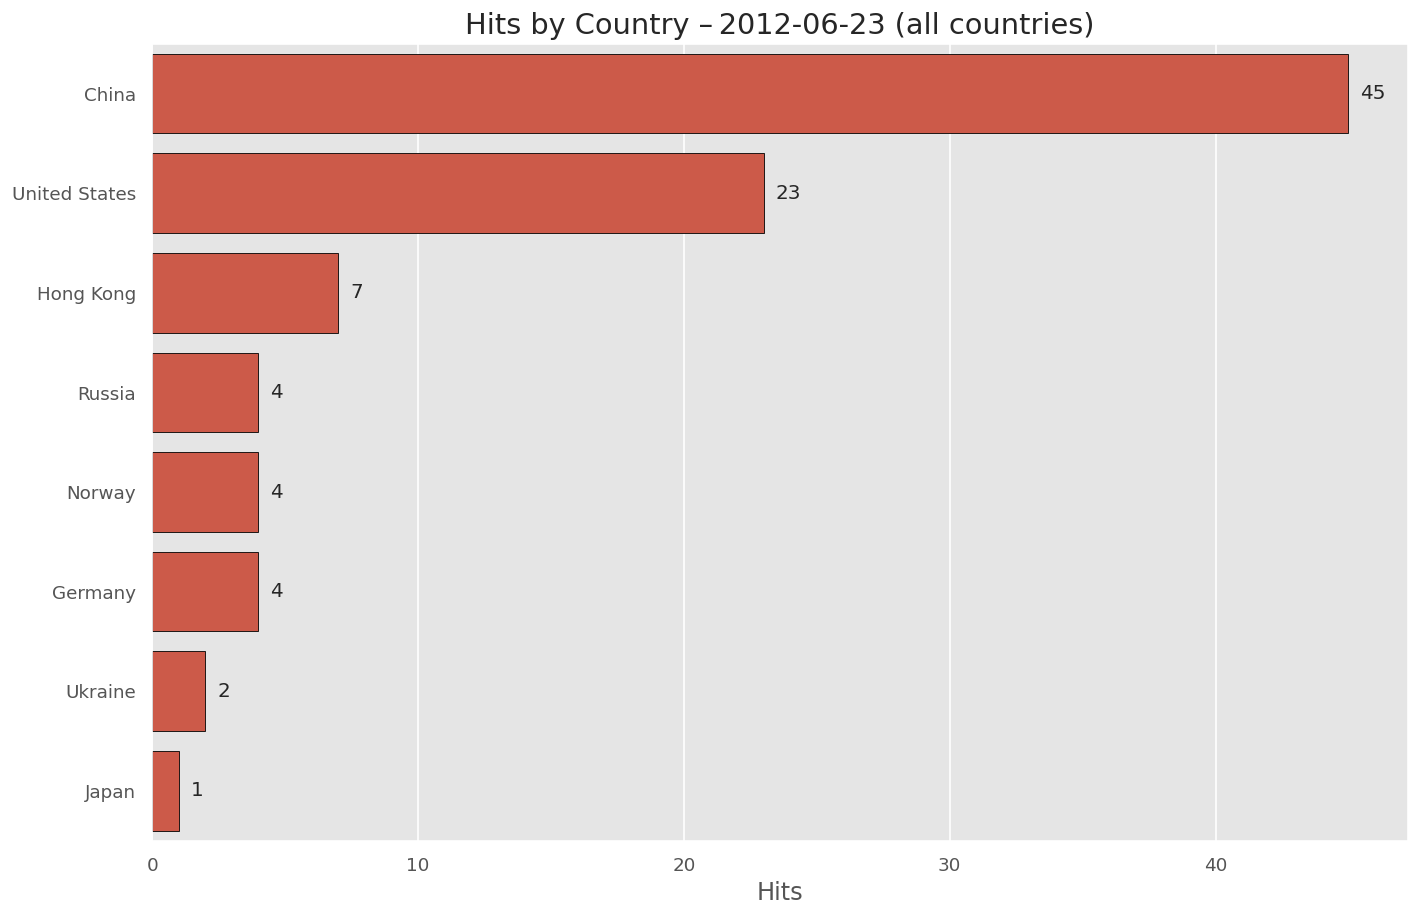 Hits by Country – 2012-06-23 (all countries)
China 45
United States 23
Hong Kong 7
Russia 4
Norway 4
Germany 4
Ukraine 2
Japan 1
0 10 20 30 40
Hits